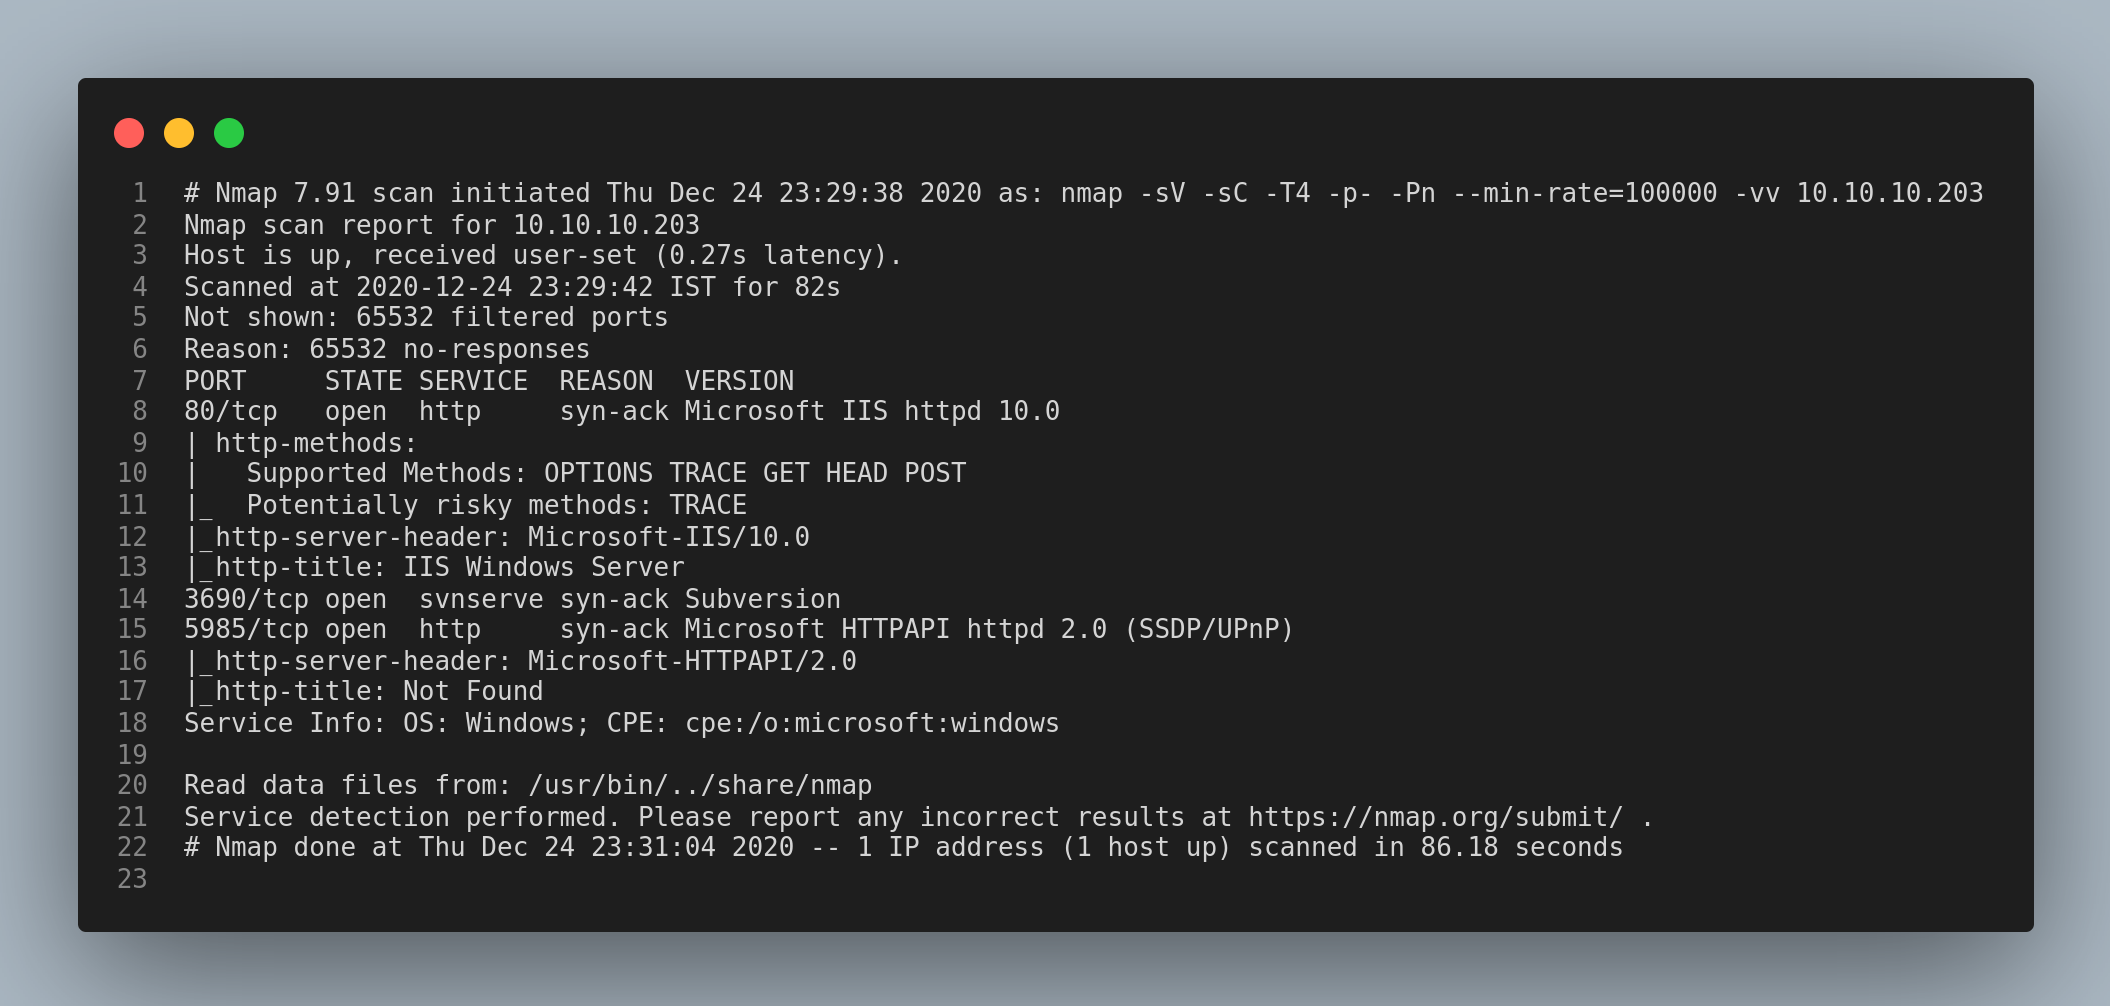 1 # Nmap 7.91 scan initiated Thu Dec 24 23:29:38 2020 as: nmap -sV -sC -T4 -p- -Pn --min-rate=100000 -vv 10.10.10.203
2 Nmap scan report for 10.10.10.203
3 Host is up, received user-set (0.27s latency).
4 Scanned at 2020-12-24 23:29:42 IST for 82s
5 Not shown: 65532 filtered ports
6 Reason: 65532 no-responses
7 PORT     STATE SERVICE  REASON  VERSION
8 80/tcp   open  http     syn-ack Microsoft IIS httpd 10.0
9 | http-methods:
10 |   Supported Methods: OPTIONS TRACE GET HEAD POST
11 |_  Potentially risky methods: TRACE
12 |_http-server-header: Microsoft-IIS/10.0
13 |_http-title: IIS Windows Server
14 3690/tcp open  svnserve syn-ack Subversion
15 5985/tcp open  http     syn-ack Microsoft HTTPAPI httpd 2.0 (SSDP/UPnP)
16 |_http-server-header: Microsoft-HTTPAPI/2.0
17 |_http-title: Not Found
18 Service Info: OS: Windows; CPE: cpe:/o:microsoft:windows
19
20 Read data files from: /usr/bin/../share/nmap
21 Service detection performed. Please report any incorrect results at https://nmap.org/submit/ .
22 # Nmap done at Thu Dec 24 23:31:04 2020 -- 1 IP address (1 host up) scanned in 86.18 seconds
23